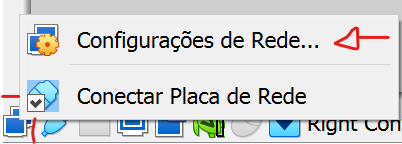 Configurações de Rede...
Conectar Placa de Rede
Right Con